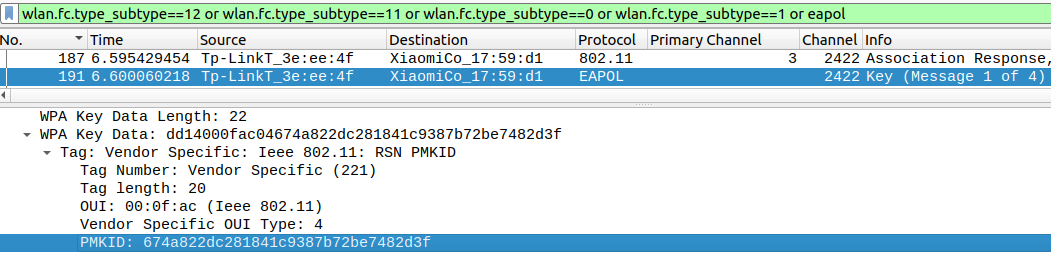 wlan.fc.type_subtype==12 or wlan.fc.type_subtype==11 or wlan.fc.type_subtype==0 or wlan.fc.type_subtype==1 or eapol
No. Time Source Destination Protocol Primary Channel Channel Info
187 6.595429454 Tp-LinkT_3e:ee:4f XiaomiCo_17:59:d1 802.11 3 2422 Association Response,
191 6.600060218 Tp-LinkT_3e:ee:4f XiaomiCo_17:59:d1 EAPOL 2422 Key (Message 1 of 4)
WPA Key Data Length: 22
WPA Key Data: dd14000fac04674a822dc281841c9387b72be7482d3f
Tag: Vendor Specific: Ieee 802.11: RSN PMKID
Tag Number: Vendor Specific (221)
Tag length: 20
OUI: 00:0f:ac (Ieee 802.11)
Vendor Specific OUI Type: 4
PMKID: 674a822dc281841c9387b72be7482d3f